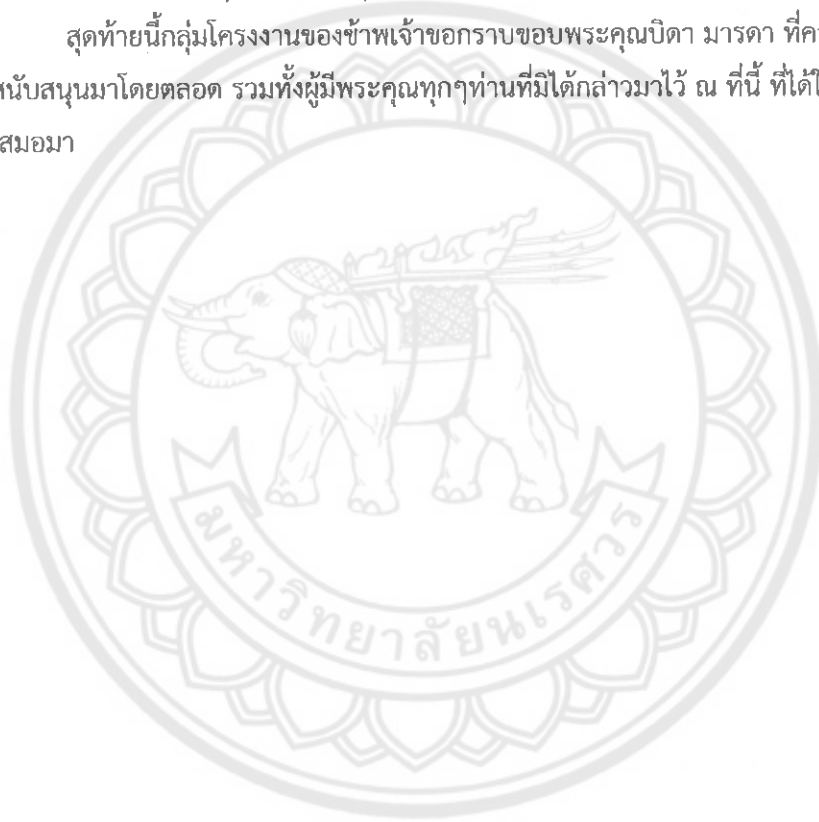 สุดท้ายนี้กลุ่มโครงงานของข้าพเจ้าขอกราบขอบพระคุณบิดา มารดา ที่
สนับสนุนมาโดยตลอด รวมทั้งผู้มีพระคุณทุกๆท่านที่มิได้กล่าวมาไว้ ณ ที่นี้ ที่ได้
เสมอมา
มหาวิทยาลัยนเรศวร